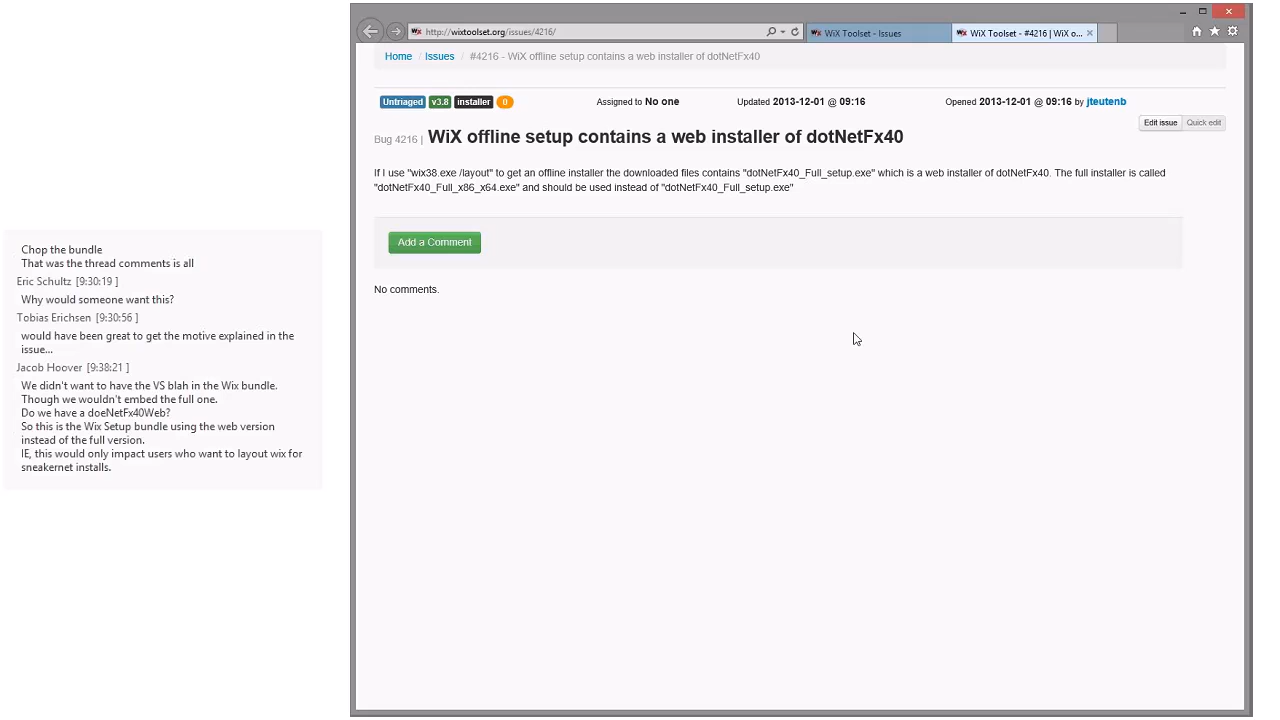 Chop the bundle
That was the thread comments is all
Eric Schultz [9:30:19 ]
Why would someone want this?
Tobias Erichsen [9:30:56 ]
would have been great to get the motive explained in the
issue...
Jacob Hoover [9:38:21 ]
We didn't want to have the VS blah in the Wix bundle.
Though we wouldn't embed the full one.
Do we have a doeNetFx40Web?
So this is the Wix Setup bundle using the web version
instead of the full version.
IE, this would only impact users who want to layout wix for
sneakernet installs.
http://wixtoolset.org/issues/4216/
WiX Toolset - Issues
WiX Toolset - #4216 | WiX o...
Home / Issues / #4216 - WiX offline setup contains a web installer of dotNetFx40
Untriaged v3.8 installer 0 Assigned to No one Updated 2013-12-01 @ 09:16 Opened 2013-12-01 @ 09:16 by jteutenb
Edit issue Quick edit
Bug 4216 | WiX offline setup contains a web installer of dotNetFx40
If I use "wix38.exe /layout" to get an offline installer the downloaded files contains "dotNetFx40_Full_setup.exe" which is a web installer of dotNetFx40. The full installer is called
"dotNetFx40_Full_x86_x64.exe" and should be used instead of "dotNetFx40_Full_setup.exe"
Add a Comment
No comments.